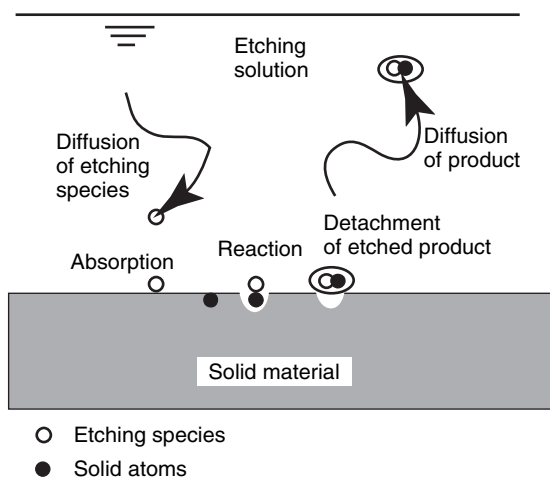 Etching
solution
Diffusion
of etching
species
Diffusion
of product
Detachment
of etched product
Absorption
Reaction
Solid material
Etching species
Solid atoms